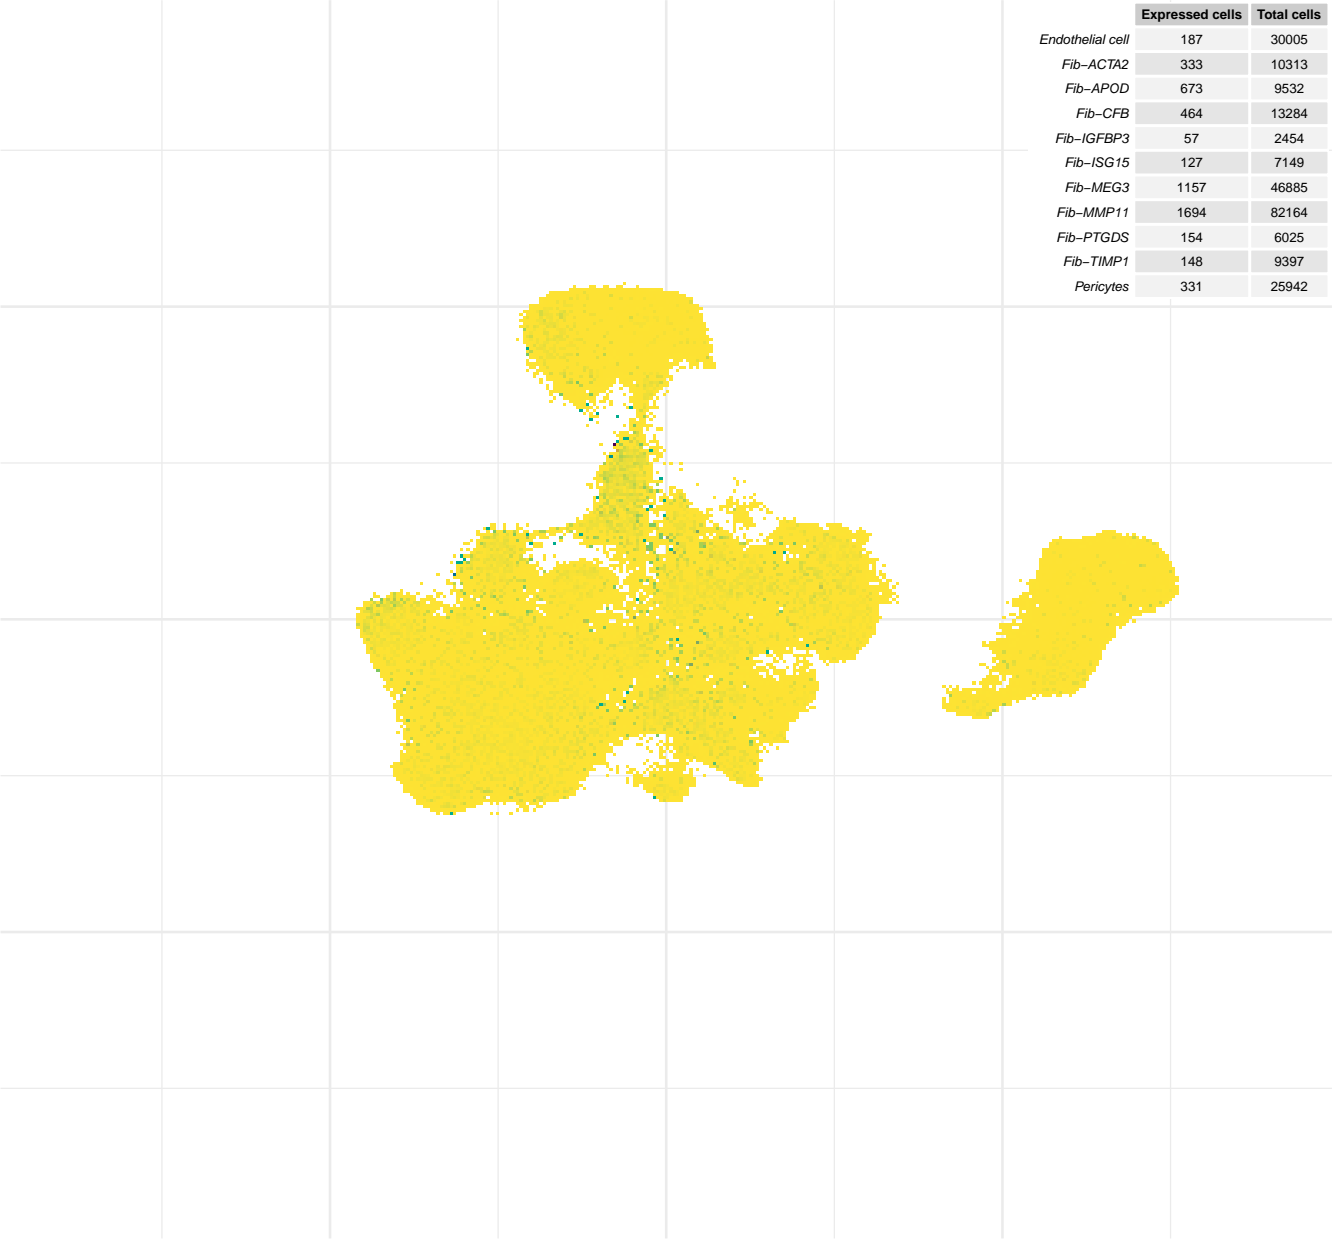 Expressed cells Total cells
Endothelial cell 187 30005
Fib−ACTA2 333 10313
Fib−APOD 673 9532
Fib−CFB 464 13284
Fib−IGFBP3 57 2454
Fib−ISG15 127 7149
Fib−MEG3 1157 46885
Fib−MMP11 1694 82164
Fib−PTGDS 154 6025
Fib−TIMP1 148 9397
Pericytes 331 25942